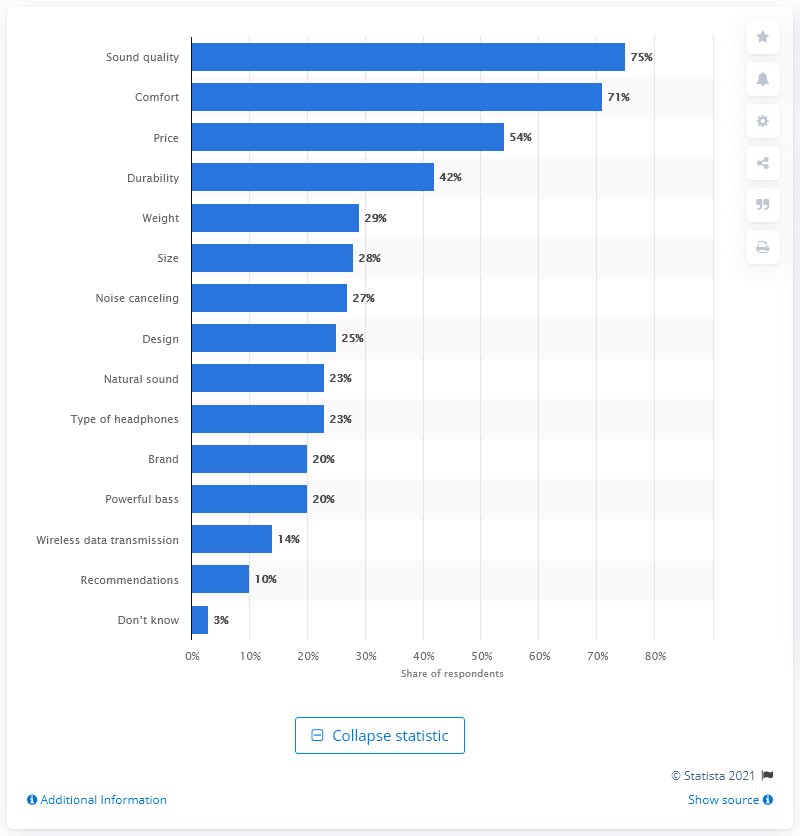 Sound quality 75%
Comfort 71%
Price 54%
Durability 42%
Weight 29%
Size 28%
Noise canceling 27%
Design 25%
Natural sound 23%
Type of headphones 23%
Brand 20%
Powerful bass 20%
Wireless data transmission 14%
Recommendations 10%
Don’t know 3%
0% 10% 20% 30% 40% 50% 60% 70% 80%
Share of respondents
Collapse statistic
© Statista 2021
Additional Information Show source